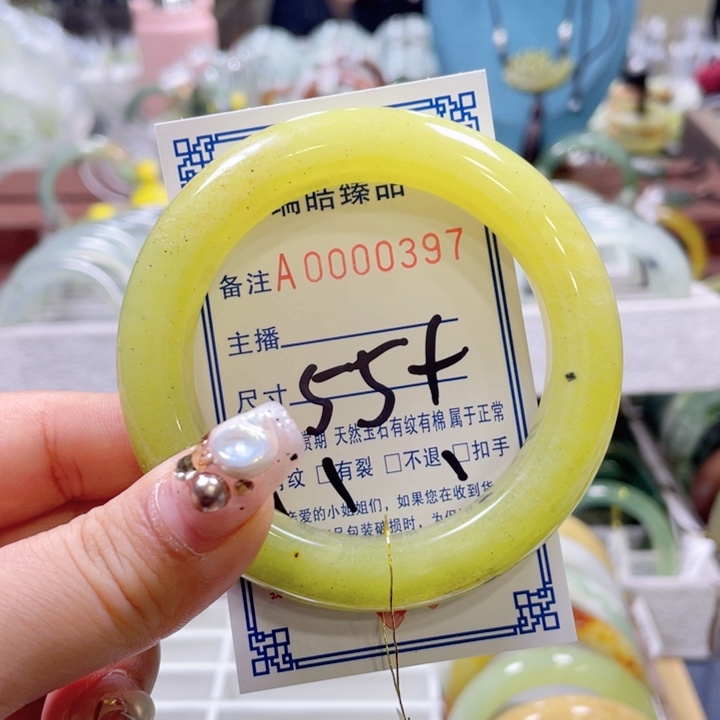 瑞皓臻品
备注A0000397
主播
尺寸 55+
赏期 天然玉石有纹有棉 属于正常
纹 □有裂 □不退 □扣手
亲爱的小姐姐们，如果您在收到
品包装破损时，为